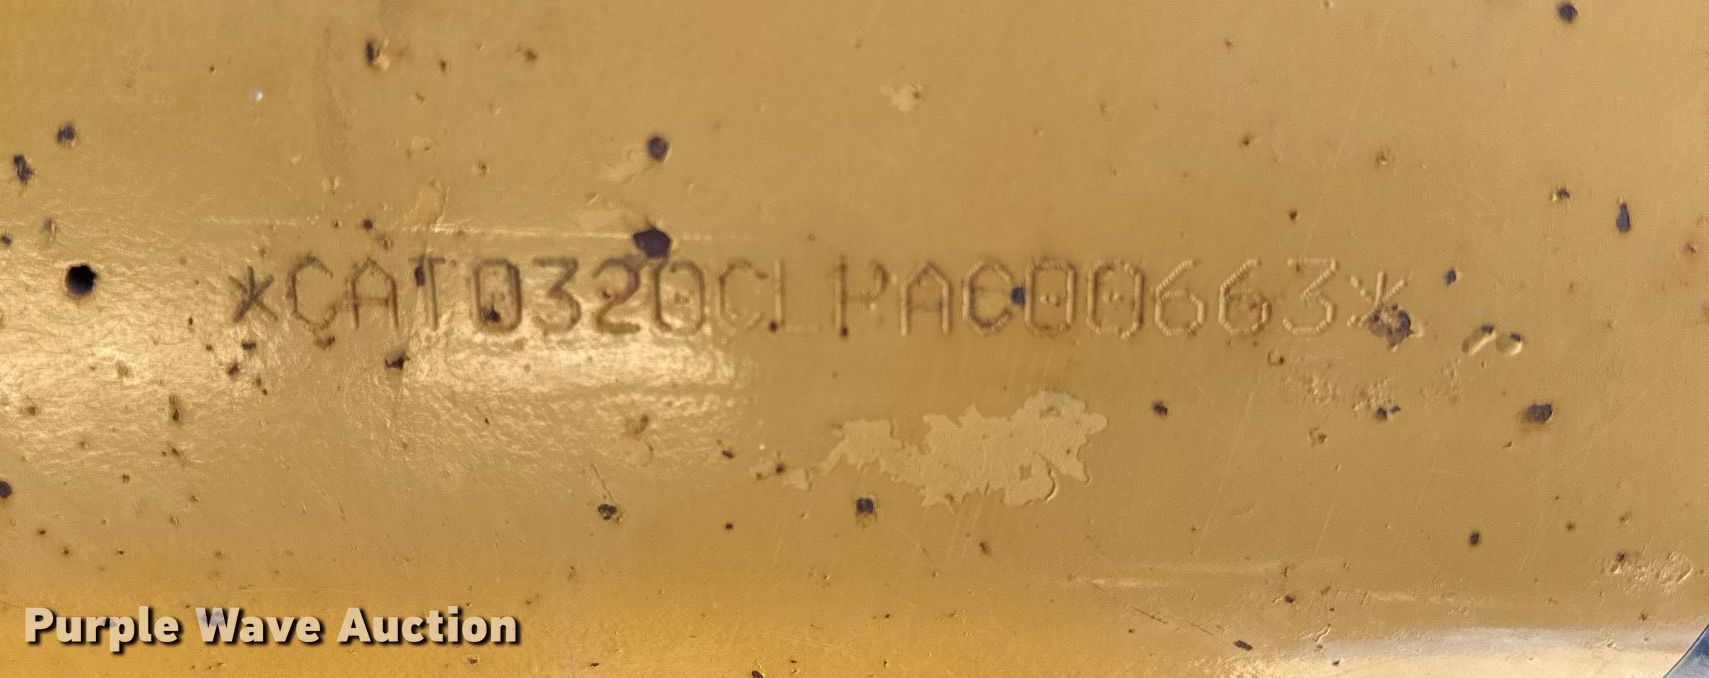 *CAT0320CLPAC00663*
Purple Wave Auction